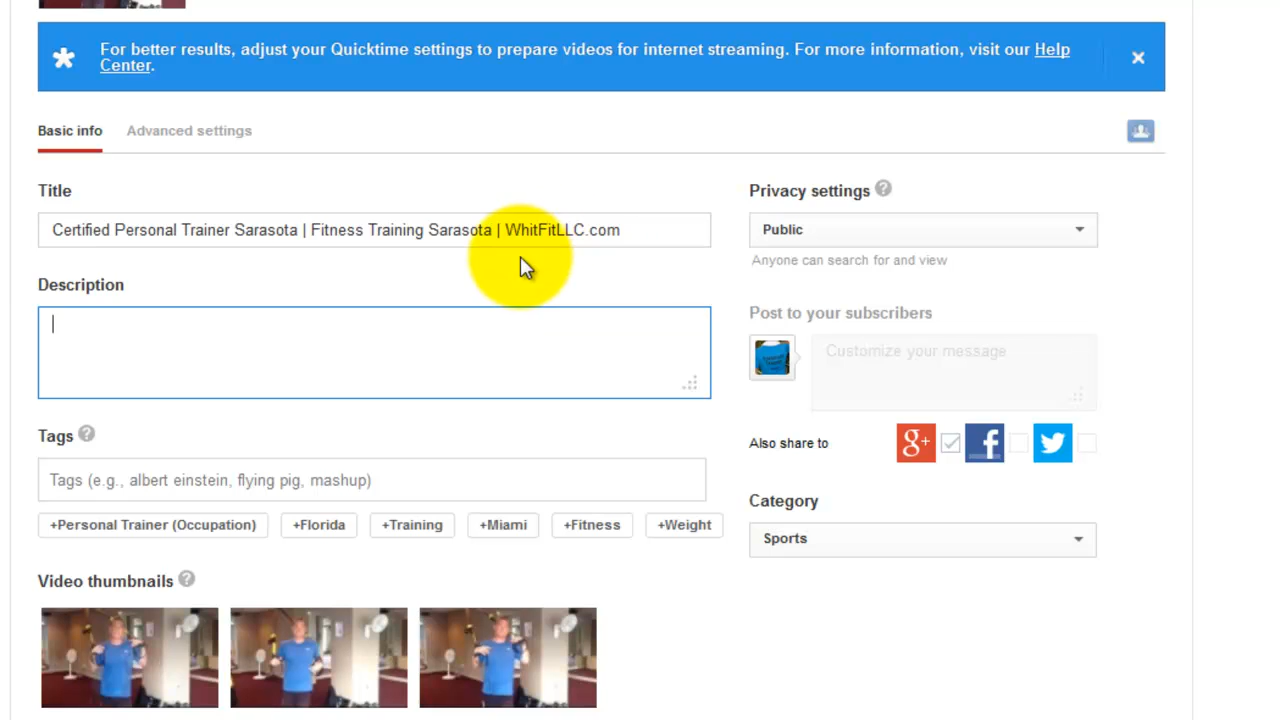 For better results, adjust your Quicktime settings to prepare videos for internet streaming. For more information, visit our Help
Center.
Basic info
Advanced settings
Title
Certified Personal Trainer Sarasota | Fitness Training Sarasota | WhitFitLLC.com
Description
Tags
Tags (e.g., albert einstein, flying pig, mashup)
+Personal Trainer (Occupation)
+Florida
+Training
+Miami
+Fitness
+Weight
Video thumbnails
Privacy settings
Public
Anyone can search for and view
Post to your subscribers
Customize your message
Also share to
g+
f
Category
Sports